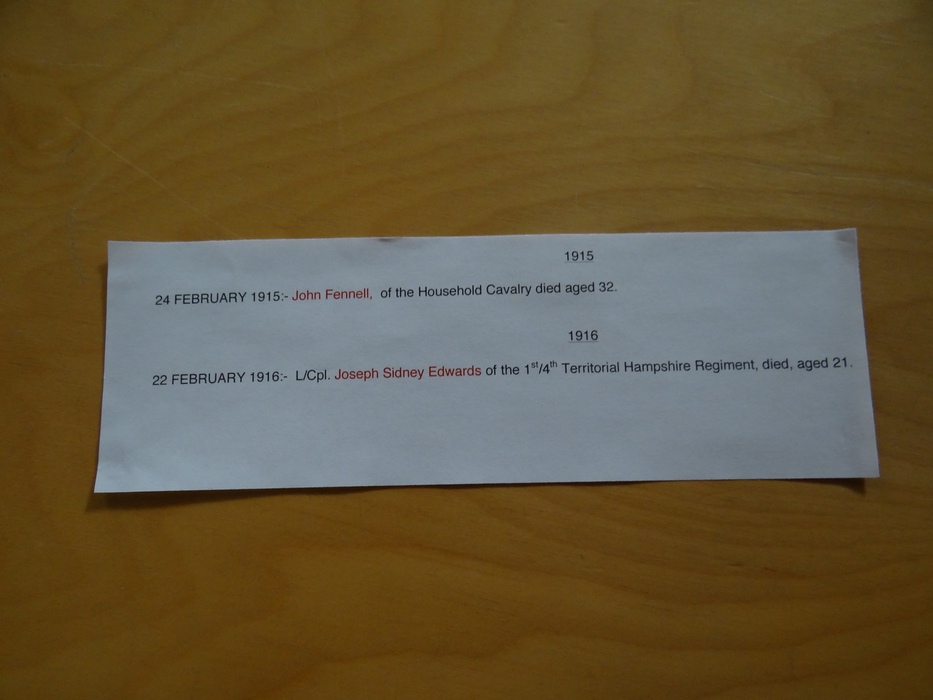 1915
24 FEBRUARY 1915:- John Fennell, of the Household Cavalry died aged 32.
1916
22 FEBRUARY 1916:- L/Cpl. Joseph Sidney Edwards of the 1st/4th Territorial Hampshire Regiment, died, aged 21.